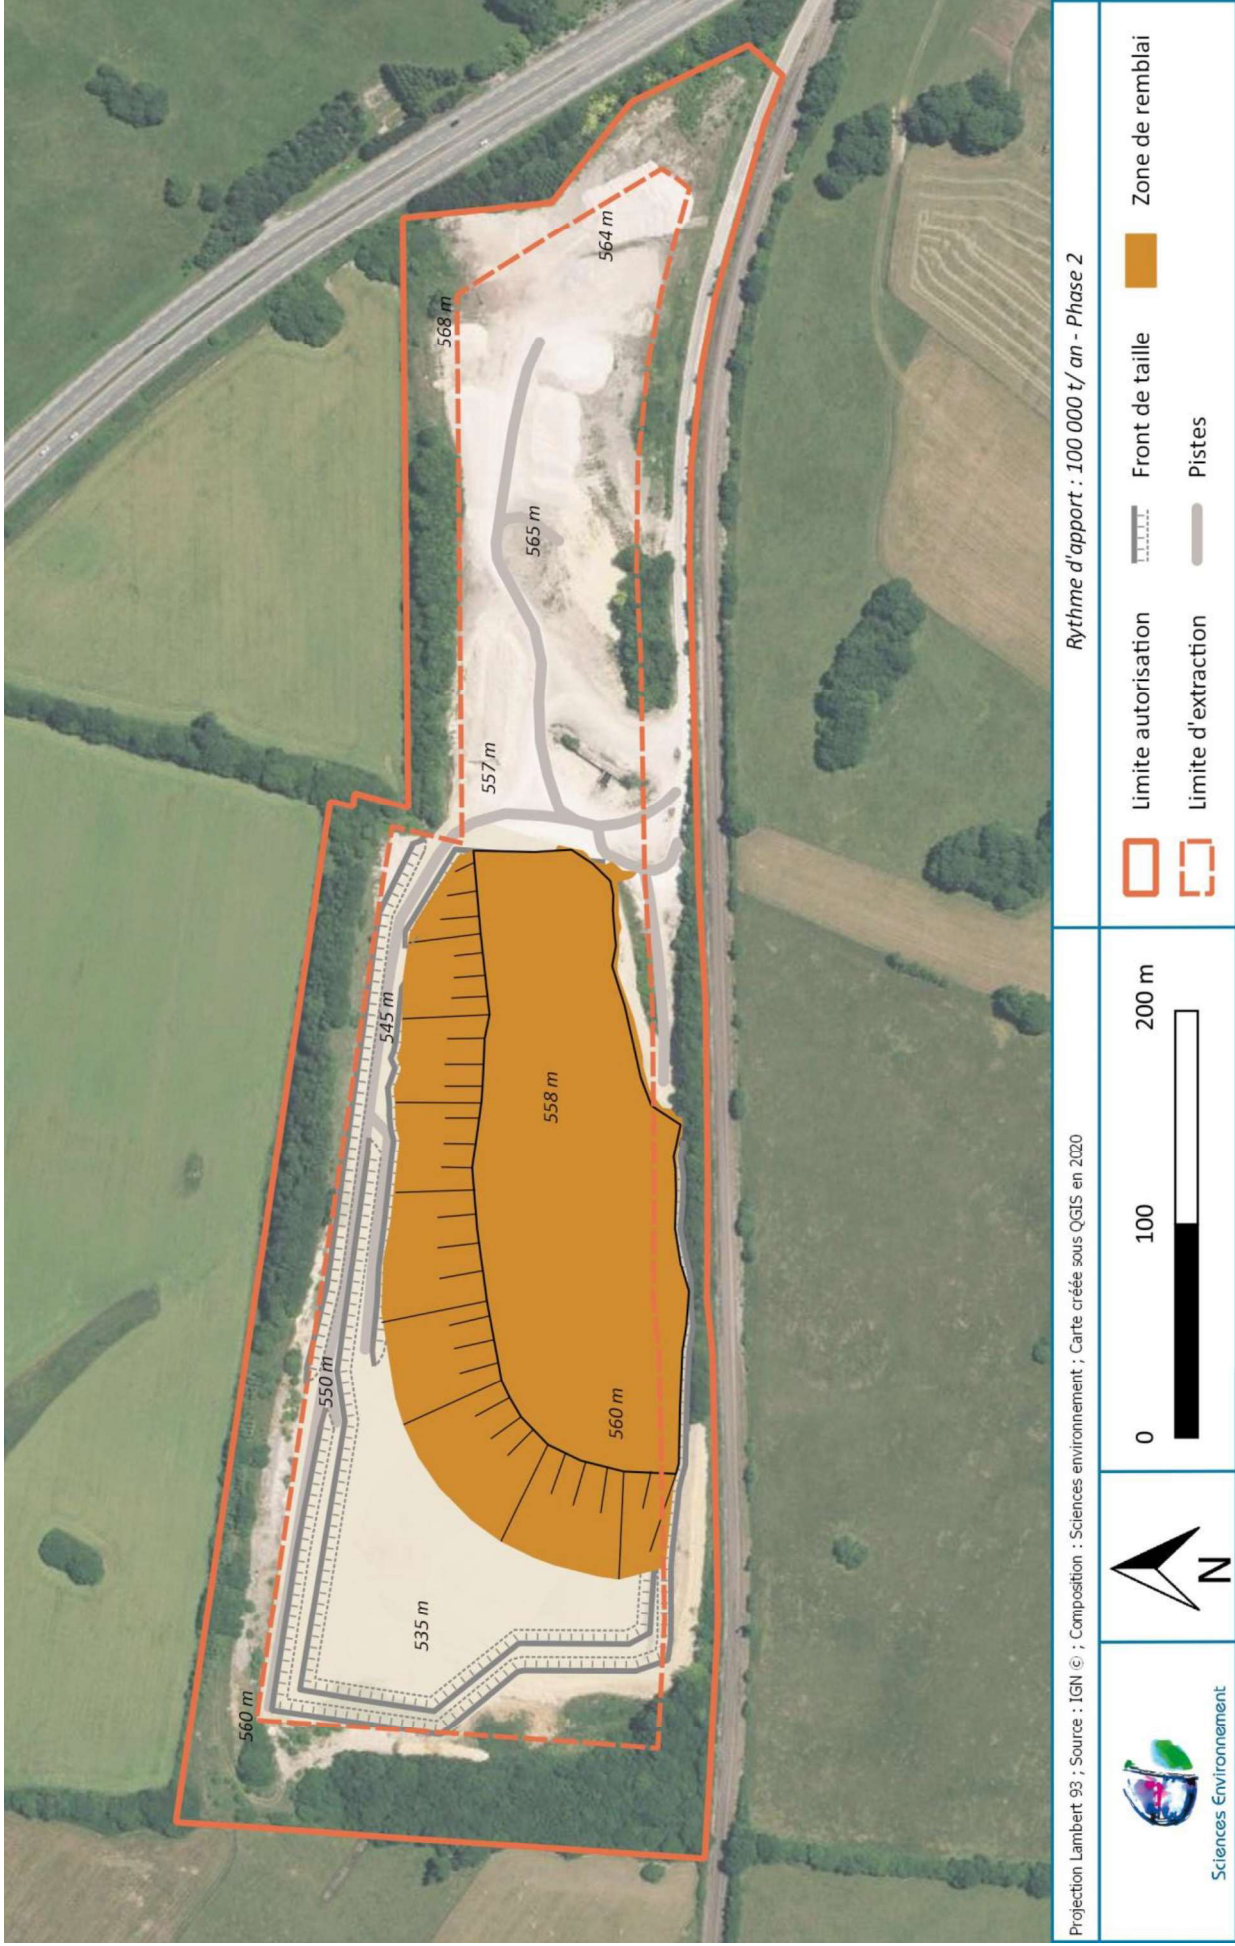 568 m
564 m
565 m
557 m
545 m
558 m
550 m
560 m
535 m
560 m
Projection Lambert 93 ; Source : IGN © ; Composition : Sciences environnement ; Carte créée sous QGIS en 2020
Rythme d'apport : 100 000 t/ an - Phase 2
Sciences Environnement
N
0 100 200 m
Limite autorisation
Front de taille
Zone de remblai
Limite d'extraction
Pistes